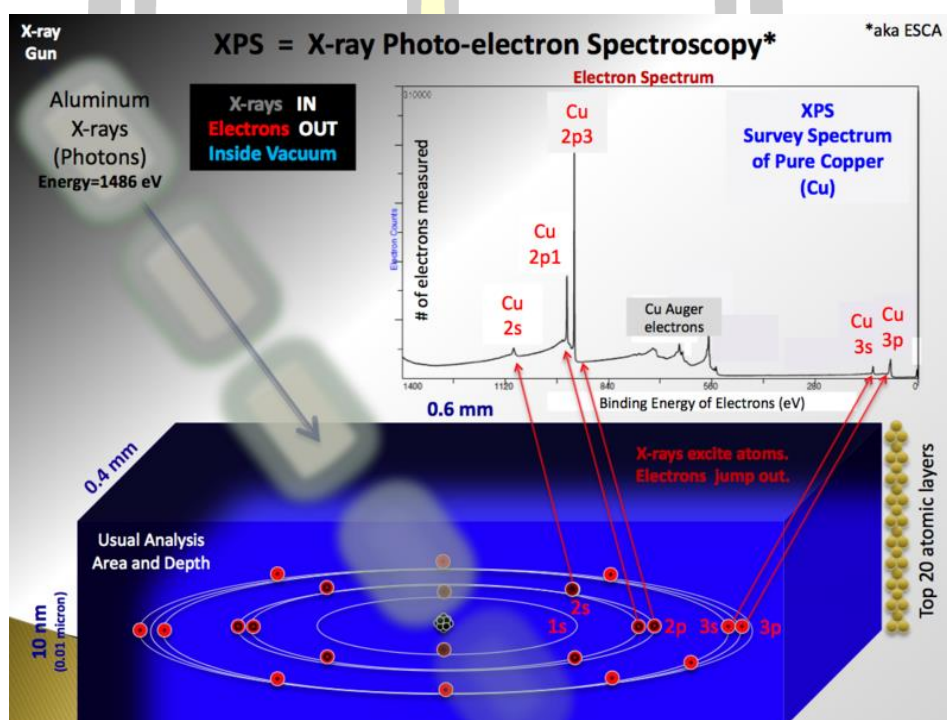 X-ray
Gun
XPS = X-ray Photo-electron Spectroscopy*
*aka ESCA
Aluminum
X-rays
(Photons)
Energy=1486 eV
X-rays IN
Electrons OUT
Inside Vacuum
Electron Spectrum
Cu
2p3
XPS
Survey Spectrum
of Pure Copper
(Cu)
# of electrons measured
Electron Counts
Cu
2p1
Cu
2s
Cu Auger
electrons
Cu
3s
Cu
3p
1400
1120
840
560
280
0
Binding Energy of Electrons (eV)
0.6 mm
0.4 mm
X-rays excite atoms.
Electrons jump out.
Usual Analysis
Area and Depth
10 nm
(0.01 micron)
2s
1s
2p
3s
3p
Top 20 atomic layers